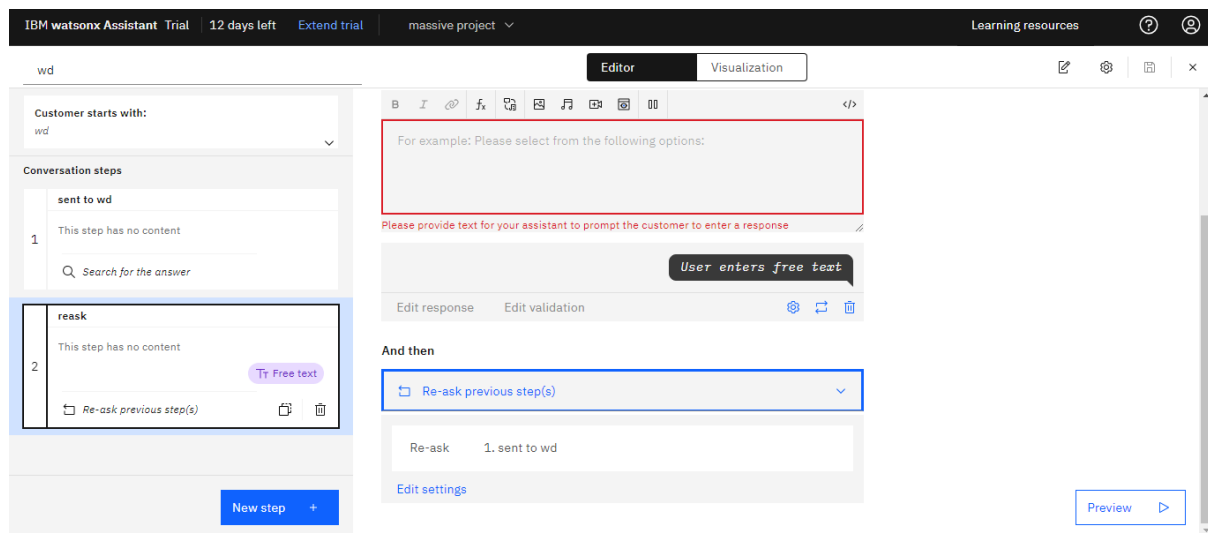 IBM watsonx Assistant Trial 12 days left Extend trial massive project Learning resources
wd Editor Visualization
Customer starts with:
wd
Conversation steps
sent to wd
1
This step has no content
Search for the answer
reask
2
This step has no content
Free text
Re-ask previous step(s)
New step +
B I fx </>
For example: Please select from the following options:
Please provide text for your assistant to prompt the customer to enter a response
User enters free text
Edit response Edit validation
And then
Re-ask previous step(s)
Re-ask 1. sent to wd
Edit settings
Preview